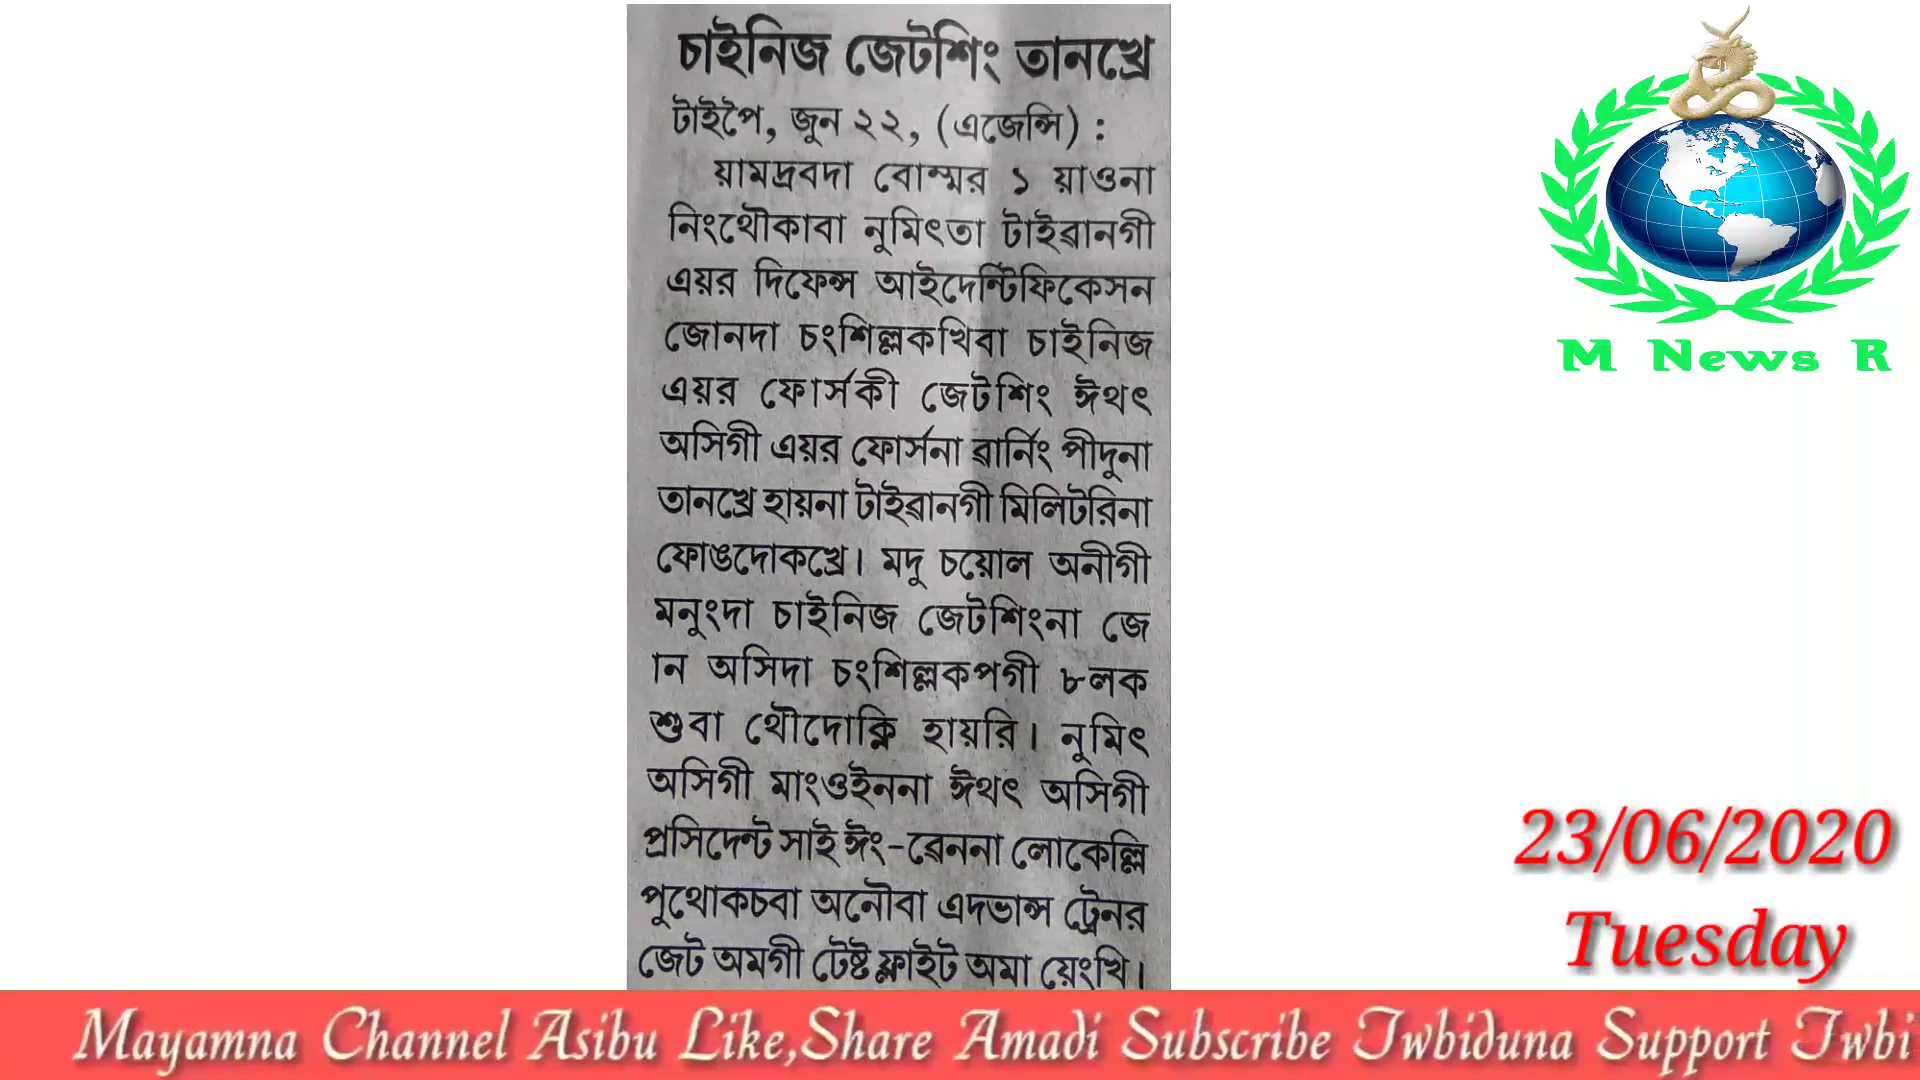 চাইনিজ জেটশিং তানখ্রে
টাইপৈ, জুন ২২, (এজেন্সি) :
য়ামদ্রবদা বোম্মর ১ য়াওনা
নিংথৌকাবা নুমিৎতা টাইৱানগী
এয়র দিফেন্স আইদেন্টিফিকেসন
জোনদা চংশিল্লকখিবা চাইনিজ
এয়র ফোর্সকী জেটশিং ঈথৎ
অসিগী এয়র ফোর্সনা ৱার্নিং পীদুনা
তানখ্রে হায়না টাইৱানগী মিলিটরিনা
ফোঙদোকখ্রে। মদু চয়োল অনীগী
মনুংদা চাইনিজ জেটশিংনা জে
ান অসিদা চংশিল্লকপগী ৮লক
শুবা থৌদোক্নি হায়রি। নুমিৎ
অসিগী মাংওইননা ঈথৎ অসিগী
প্রসিদেন্ট সাই ঈং-ৱেননা লোকেল্লি
পুথোকচবা অনৌবা এদভান্স ট্রেনর
জেট অমগী টেষ্ট ফ্লাইট অমা য়েংখি।
M News R
23/06/2020
Tuesday
Mayamna Channel Asibu Like,Share Amadi Subscribe Twbiduna Support Twbi